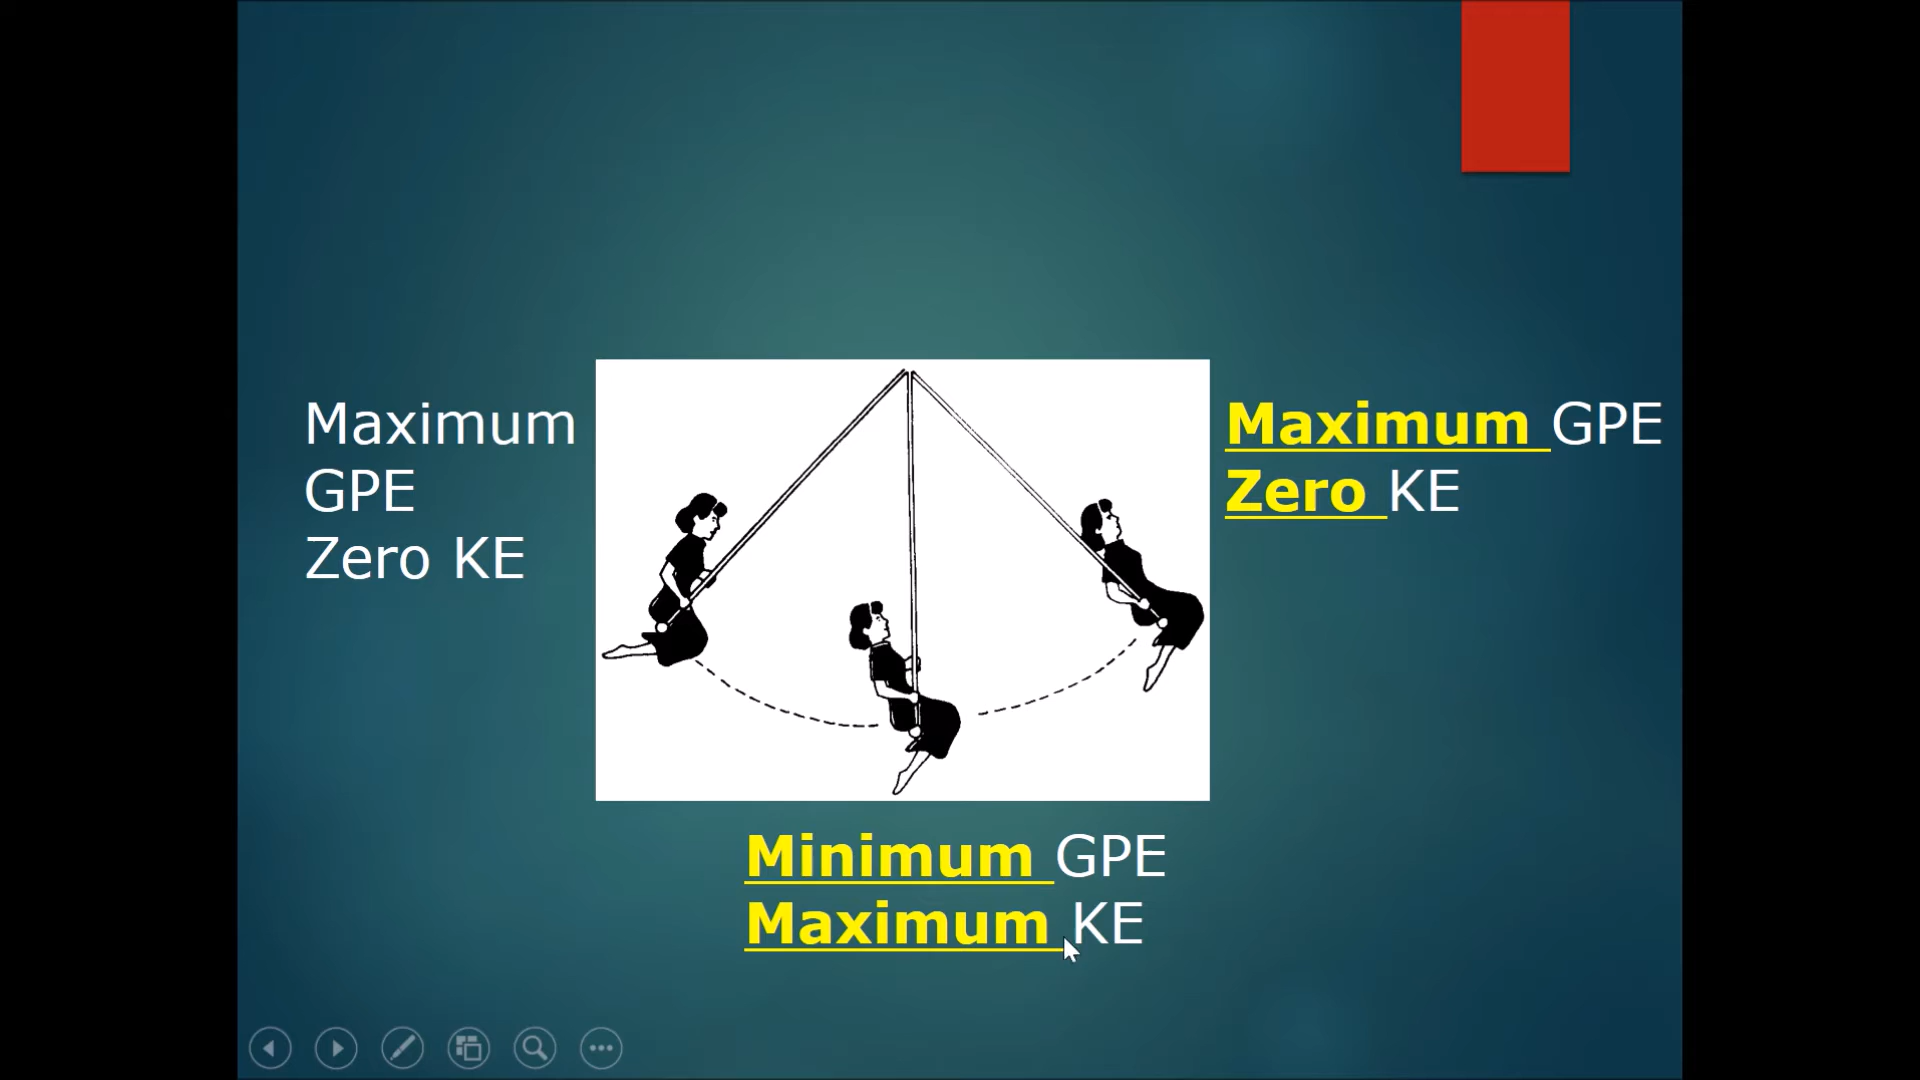 Maximum
GPE
Zero KE
Maximum GPE
Zero KE
Minimum GPE
Maximum KE